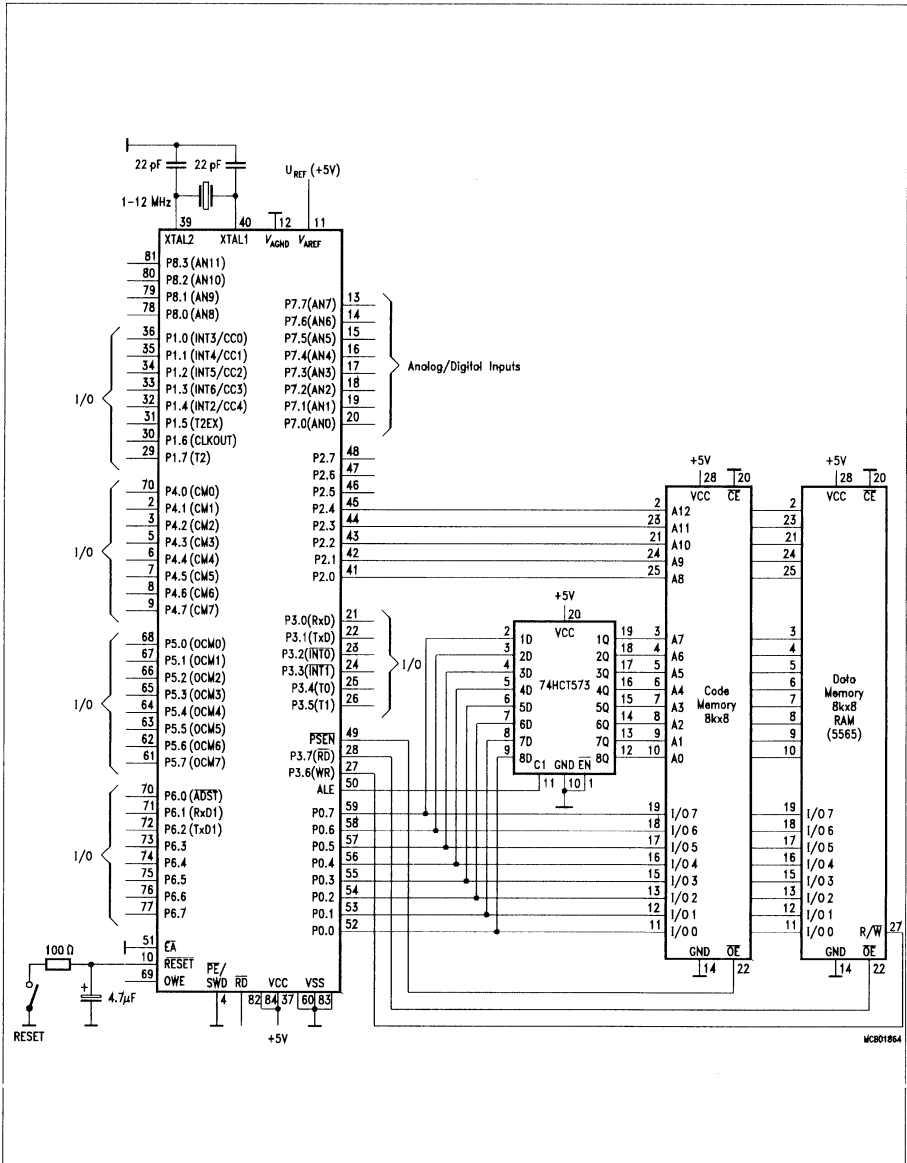 22 pF 22 pF
U_REF (+5V)
1-12 MHz
39 40 12 11
XTAL2 XTAL1 V_AGND V_AREF
81 P8.3 (AN11)
80 P8.2 (AN10)
79 P8.1 (AN9)
78 P8.0 (AN8)
I/O
36 P1.0 (INT3/CC0)
35 P1.1 (INT4/CC1)
34 P1.2 (INT5/CC2)
33 P1.3 (INT6/CC3)
32 P1.4 (INT2/CC4)
31 P1.5 (T2EX)
30 P1.6 (CLKOUT)
29 P1.7 (T2)
I/O
70 P4.0 (CM0)
2 P4.1 (CM1)
3 P4.2 (CM2)
5 P4.3 (CM3)
6 P4.4 (CM4)
7 P4.5 (CM5)
8 P4.6 (CM6)
9 P4.7 (CM7)
I/O
68 P5.0 (OCM0)
67 P5.1 (OCM1)
66 P5.2 (OCM2)
65 P5.3 (OCM3)
64 P5.4 (OCM4)
63 P5.5 (OCM5)
62 P5.6 (OCM6)
61 P5.7 (OCM7)
I/O
70 P6.0 (ADST)
71 P6.1 (RxD1)
72 P6.2 (TxD1)
73 P6.3
74 P6.4
75 P6.5
76 P6.6
77 P6.7
51 EA
100 Ω
10 RESET
69 OWE
4.7µF
+
RESET
PE/
SWD RD VCC VSS
4 82 84 37 60 83
+5V
P7.7(AN7) 13
P7.6(AN6) 14
P7.5(AN5) 15
P7.4(AN4) 16
P7.3(AN3) 17
P7.2(AN2) 18
P7.1(AN1) 19
P7.0(AN0) 20
Analog/Digital Inputs
P2.7 48
P2.6 47
P2.5 46
P2.4 45
P2.3 44
P2.2 43
P2.1 42
P2.0 41
P3.0(RxD) 21
P3.1(TxD) 22
P3.2(INT0) 23
P3.3(INT1) 24
P3.4(T0) 25
P3.5(T1) 26
I/O
PSEN 49
P3.7(RD) 28
P3.6(WR) 27
ALE 50
P0.7 59
P0.6 58
P0.5 57
P0.4 56
P0.3 55
P0.2 54
P0.1 53
P0.0 52
+5V
20
VCC
2 1D 1Q 19
3 2D 2Q 18
4 3D 3Q 17
5 4D 4Q 16
6 5D 5Q 15
7 6D 6Q 14
8 7D 7Q 13
9 8D 8Q 12
74HCT573
C1 GND EN
11 10 1
+5V
28 20
VCC CE
2 A12
23 A11
21 A10
24 A9
25 A8
3 A7
4 A6
5 A5
6 A4
7 A3
8 A2
9 A1
10 A0
Code
Memory
8kx8
19 I/O 7
18 I/O 6
17 I/O 5
16 I/O 4
15 I/O 3
13 I/O 2
12 I/O 1
11 I/O 0
GND OE
14 22
+5V
28 20
VCC CE
2
23
21
24
25
3
4
5
6
7
8
9
10
Data
Memory
8kx8
RAM
(5565)
19 I/O 7
18 I/O 6
17 I/O 5
16 I/O 4
15 I/O 3
13 I/O 2
12 I/O 1
11 I/O 0
R/W 27
GND OE
14 22
MCB01864